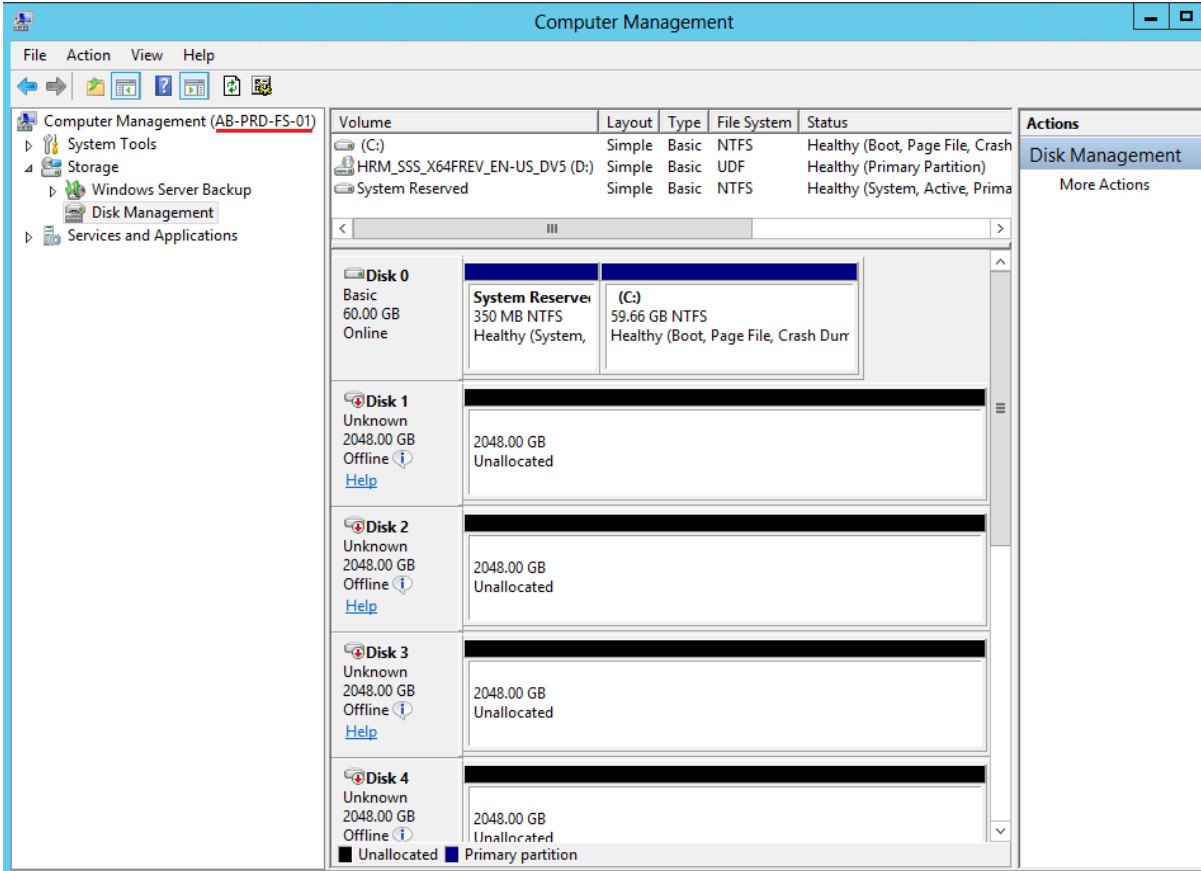 Computer Management
File Action View Help
Computer Management (AB-PRD-FS-01)
System Tools
Storage
Windows Server Backup
Disk Management
Services and Applications
Volume Layout Type File System Status
(C:) Simple Basic NTFS Healthy (Boot, Page File, Crash
HRM_SSS_X64FREV_EN-US_DV5 (D:) Simple Basic UDF Healthy (Primary Partition)
System Reserved Simple Basic NTFS Healthy (System, Active, Prima
Disk 0
Basic
60.00 GB
Online
System Reserve
350 MB NTFS
Healthy (System,
(C:)
59.66 GB NTFS
Healthy (Boot, Page File, Crash Dum
Disk 1
Unknown
2048.00 GB
Offline
Help
2048.00 GB
Unallocated
Disk 2
Unknown
2048.00 GB
Offline
Help
2048.00 GB
Unallocated
Disk 3
Unknown
2048.00 GB
Offline
Help
2048.00 GB
Unallocated
Disk 4
Unknown
2048.00 GB
Offline
2048.00 GB
Unallocated
Unallocated Primary partition
Actions
Disk Management
More Actions